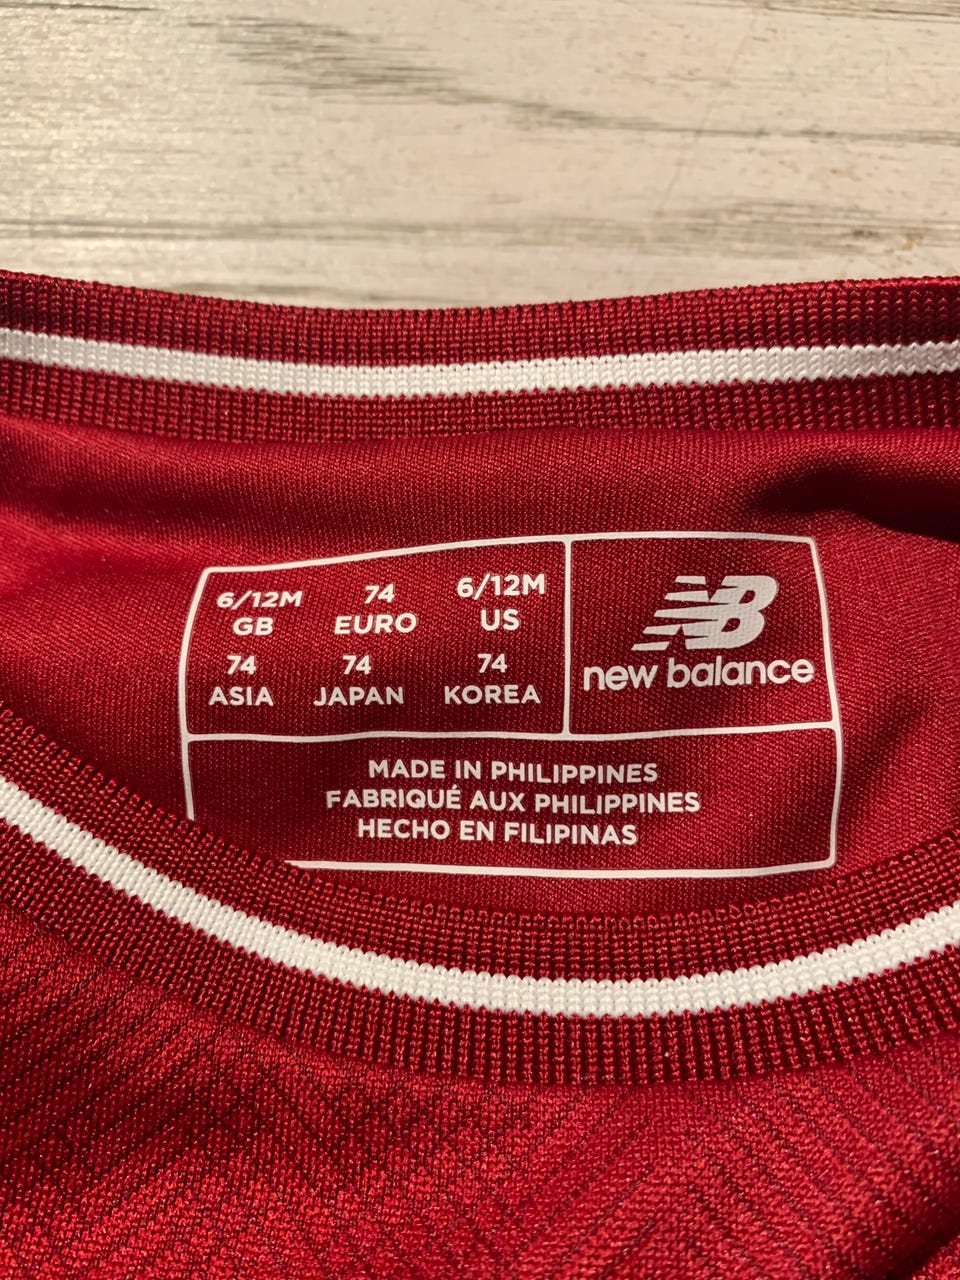 6/12M 74 6/12M
GB EURO US
74 74 74
ASIA JAPAN KOREA
NB
new balance
MADE IN PHILIPPINES
FABRIQUÉ AUX PHILIPPINES
HECHO EN FILIPINAS